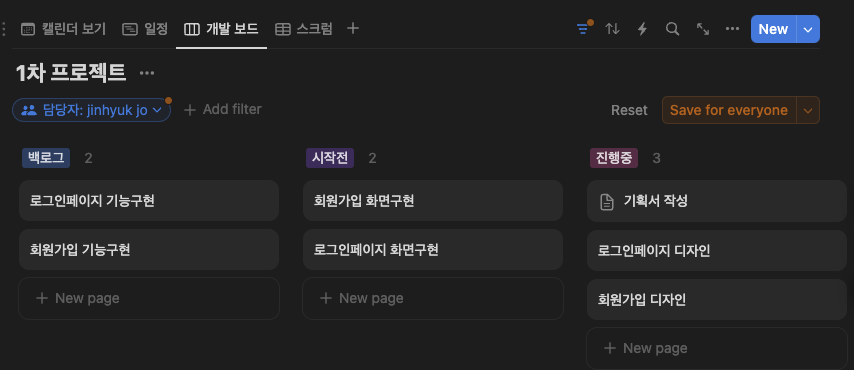 캘린더 보기 일정 개발 보드 스크럼 New
1차 프로젝트
담당자: jinhyuk jo Add filter Reset Save for everyone
백로그 2
로그인페이지 기능구현
회원가입 기능구현
New page
시작전 2
회원가입 화면구현
로그인페이지 화면구현
New page
진행중 3
기획서 작성
로그인페이지 디자인
회원가입 디자인
New page